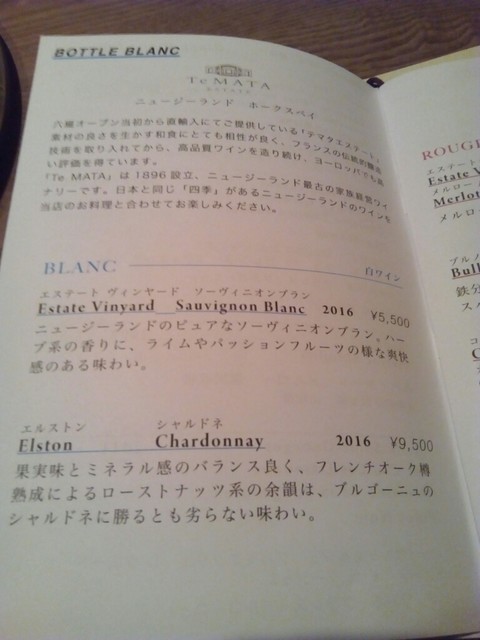 BOTTLE BLANC
Te MATA
ESTATE
ニュージーランド ホークスベイ
六雁オープン当初から直輸入にてご提供している「テマタエステート」。
素材の良さを生かす和食にとても相性が良く、フランスの伝統的醸造
技術を取り入れてから、高品質ワインを造り続け、ヨーロッパでも高
い評価を得ています。
「Te MATA」は1896設立、ニュージーランド最古の家族経営ワイ
ナリーです。日本と同じ「四季」があるニュージーランドのワインを
当店のお料理と合わせてお楽しみください。
BLANC 白ワイン
エステート ヴィンヤード ソーヴィニオンブラン
Estate Vinyard Sauvignon Blanc 2016 ¥5,500
ニュージーランドのピュアなソーヴィニオンブラン。ハー
ブ系の香りに、ライムやパッションフルーツの様な爽快
感のある味わい。
エルストン シャルドネ
Elston Chardonnay 2016 ¥9,500
果実味とミネラル感のバランス良く、フレンチオーク樽
熟成によるローストナッツ系の余韻は、ブルゴーニュの
シャルドネに勝るとも劣らない味わい。
ROUGE
エステート
Estate V
メルロー
Merlot
メルロー
ブルノ
Bull
鉄分
スパ
コ
C